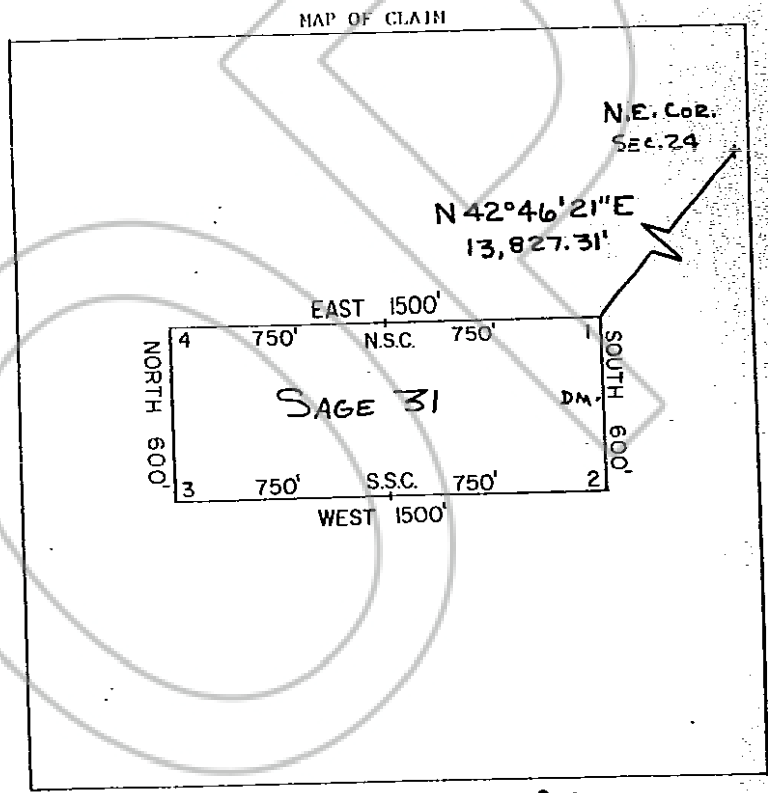 MAP OF CLAIM
N.E. COR.
SEC. 24
N 42°46'21"E
13,827.31'
EAST 1500'
4 750' N.S.C. 750' 1
NORTH 600'
SAGE 31
DM.
SOUTH 600'
3 750' S.S.C. 750' 2
WEST 1500'